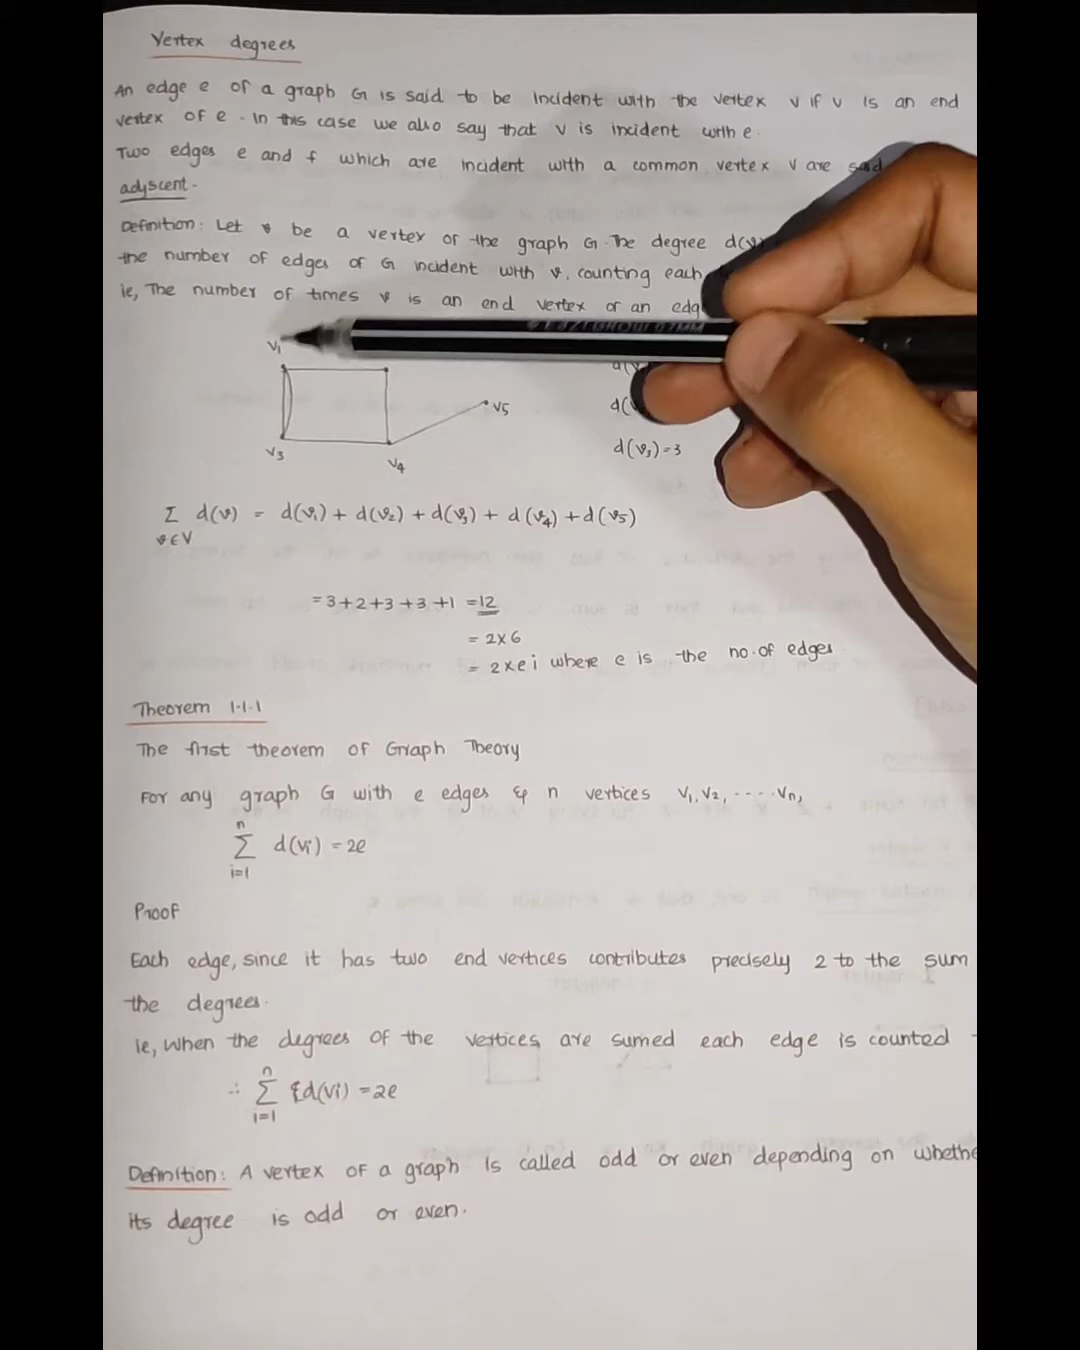 Vertex degrees
An edge e of a graph G is said to be incident with the vertex v if v is an end
vertex of e. In this case we also say that v is incident with e.
Two edges e and f which are incident with a common vertex v are said
adjscent-
Definition: Let v be a vertex of the graph G. The degree d(v)
the number of edges of G incident with v, counting each
ie, The number of times v is an end vertex of an edg
V1
d(v
d(v
V5
d(v3)=3
V3
V4
Σ d(v) = d(v1) + d(v2) + d(v3) + d(v4) + d(v5)
v∈V
=3+2+3+3+1 =12
= 2×6
= 2×e i where e is the no.of edges.
Theorem 1.1.1
The first theorem of Graph Theory
For any graph G with e edges & n vertices V1, V2, ----- Vn,
n
Σ d(vi) = 2e
i=1
Proof
Each edge, since it has two end vertices contributes precisely 2 to the sum
the degrees.
ie, when the degrees of the vertices are sumed each edge is counted
n
∴ Σ d(vi) = 2e
i=1
Definition: A vertex of a graph is called odd or even depending on whethe
its degree is odd or even.